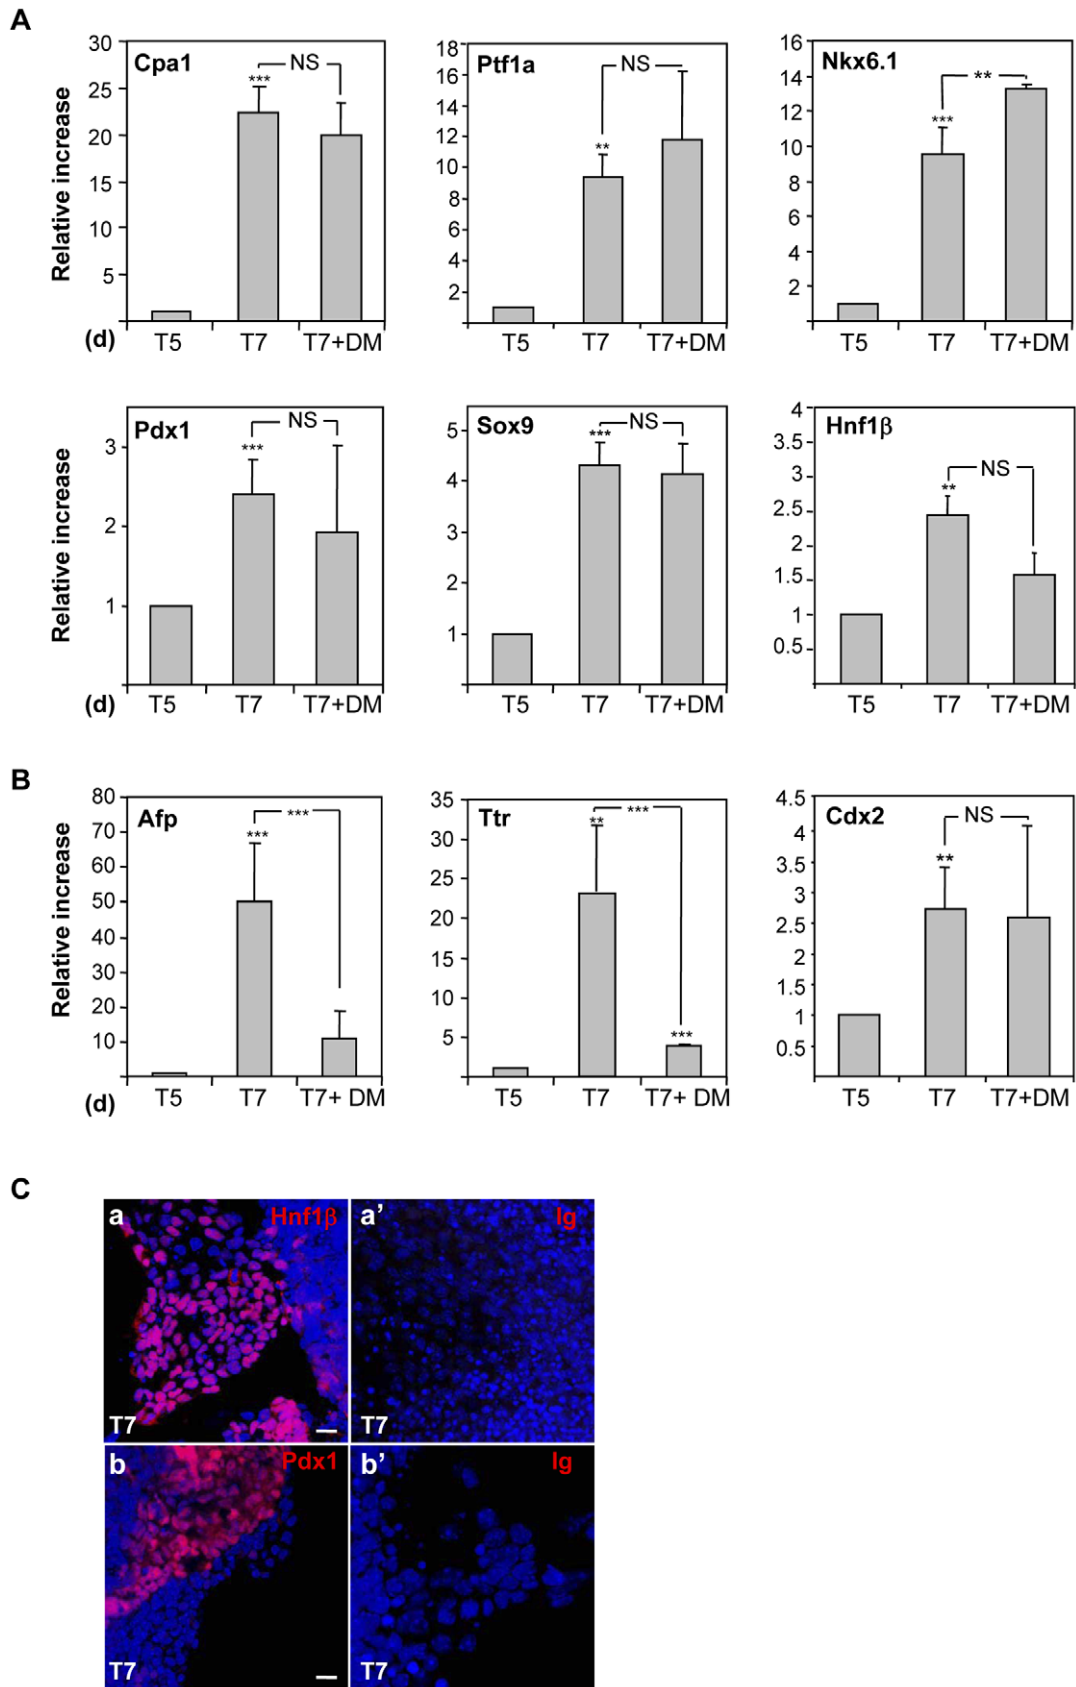 A
Cpa1
Ptf1a
Nkx6.1
Relative increase
30
25
20
15
10
5
*** NS
(d) T5 T7 T7+DM
18
16
14
12
10
8
6
4
2
** NS
T5 T7 T7+DM
16
14
12
10
8
6
4
2
*** **
T5 T7 T7+DM
Pdx1
Sox9
Hnf1β
Relative increase
3
2
1
*** NS
(d) T5 T7 T7+DM
5
4
3
2
1
*** NS
T5 T7 T7+DM
4
3.5
3
2.5
2
1.5
1
0.5
** NS
T5 T7 T7+DM
B
Afp
Ttr
Cdx2
Relative increase
80
70
60
50
40
30
20
10
*** ***
(d) T5 T7 T7+ DM
35
30
25
20
15
10
5
** *** ***
T5 T7 T7+ DM
4.5
4
3.5
3
2.5
2
1.5
1
0.5
** NS
T5 T7 T7+DM
C
a Hnf1β
T7
a' Ig
T7
b Pdx1
T7
b' Ig
T7